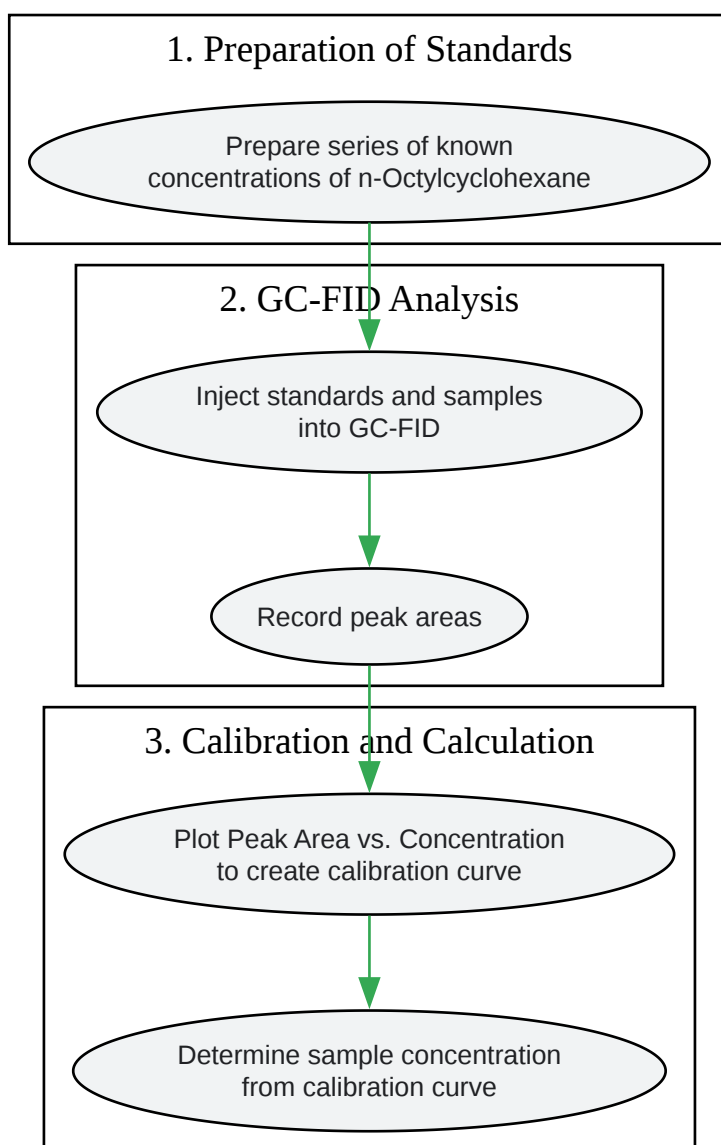 1. Preparation of Standards
Prepare series of known
concentrations of n-Octylcyclohexane
2. GC-FID Analysis
Inject standards and samples
into GC-FID
Record peak areas
3. Calibration and Calculation
Plot Peak Area vs. Concentration
to create calibration curve
Determine sample concentration
from calibration curve